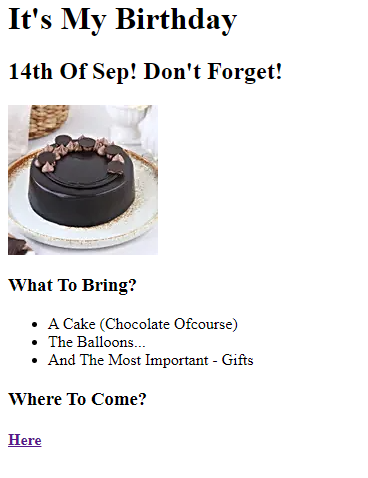 It's My Birthday
14th Of Sep! Don't Forget!
What To Bring?
A Cake (Chocolate Ofcourse)
The Balloons...
And The Most Important - Gifts
Where To Come?
Here